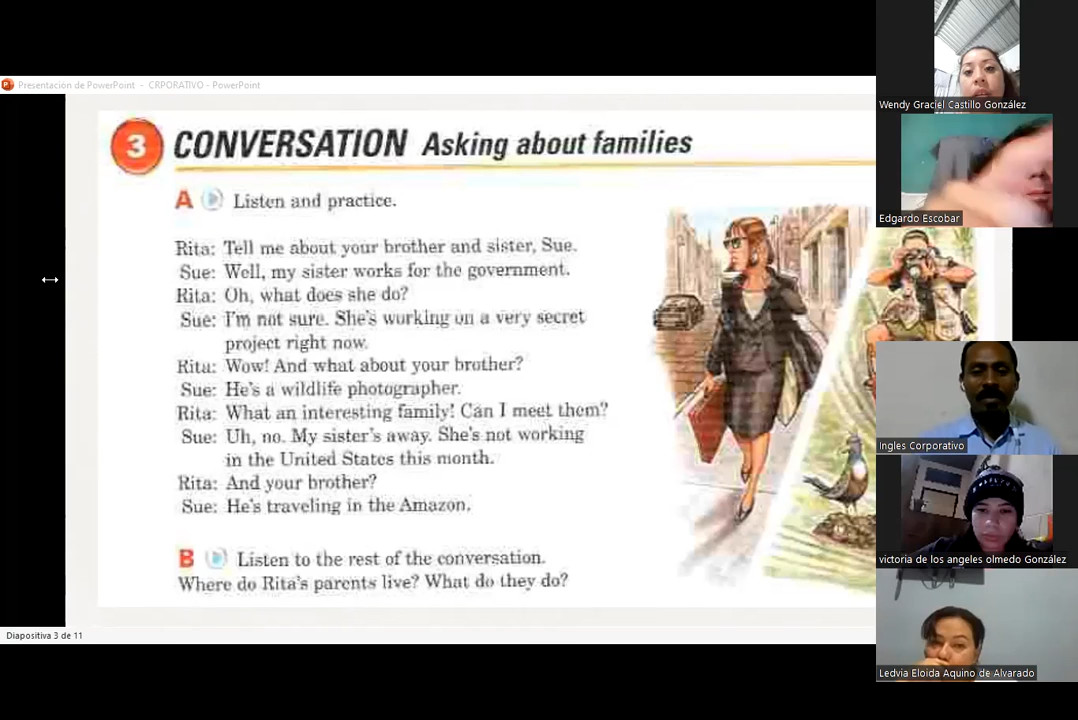 Presentación de PowerPoint - CRPORATIVO - PowerPoint
3 CONVERSATION Asking about families
A Listen and practice.
Rita: Tell me about your brother and sister, Sue.
Sue: Well, my sister works for the government.
Rita: Oh, what does she do?
Sue: I'm not sure. She's working on a very secret
project right now.
Rita: Wow! And what about your brother?
Sue: He's a wildlife photographer.
Rita: What an interesting family! Can I meet them?
Sue: Uh, no. My sister's away. She's not working
in the United States this month.
Rita: And your brother?
Sue: He's traveling in the Amazon.
B Listen to the rest of the conversation.
Where do Rita's parents live? What do they do?
Diapositiva 3 de 11
Wendy Graciel Castillo González
Edgardo Escobar
Ingles Corporativo
victoria de los angeles olmedo González
Ledvia Eloida Aquino de Alvarado